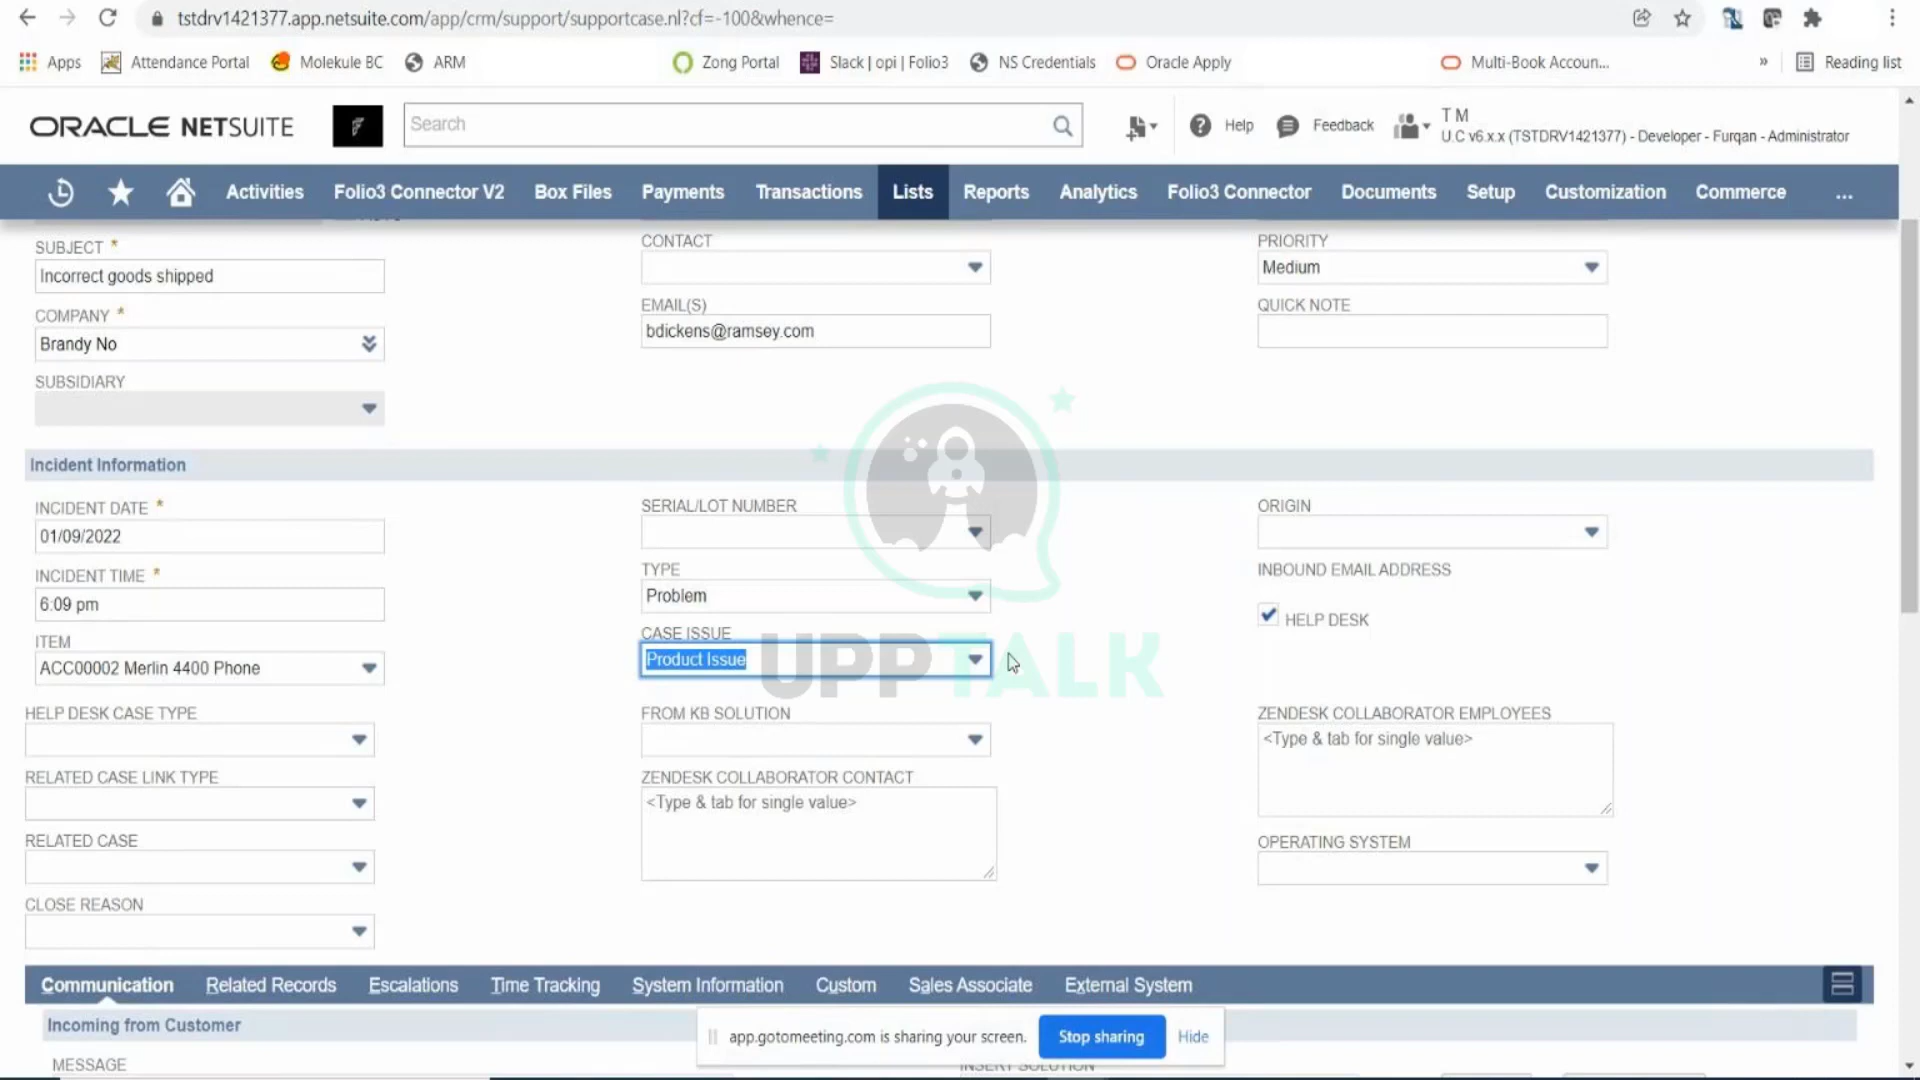 tstdrv1421377.app.netsuite.com/app/crm/support/supportcase.nl?cf=-100&whence=
Apps Attendance Portal Molekule BC ARM Zong Portal Slack | opi | Folio3 NS Credentials Oracle Apply Multi-Book Accoun... » Reading list
ORACLE NETSUITE Search Help Feedback T M
U.C v6.x.x (TSTDRV1421377) - Developer - Furqan - Administrator
Activities Folio3 Connector V2 Box Files Payments Transactions Lists Reports Analytics Folio3 Connector Documents Setup Customization Commerce ...
SUBJECT *
Incorrect goods shipped
COMPANY *
Brandy No
SUBSIDIARY
CONTACT
EMAIL(S)
bdickens@ramsey.com
PRIORITY
Medium
QUICK NOTE
Incident Information
INCIDENT DATE *
01/09/2022
INCIDENT TIME *
6:09 pm
ITEM
ACC00002 Merlin 4400 Phone
SERIAL/LOT NUMBER
TYPE
Problem
CASE ISSUE
Product Issue
ORIGIN
INBOUND EMAIL ADDRESS
HELP DESK
UPPTALK
HELP DESK CASE TYPE
RELATED CASE LINK TYPE
RELATED CASE
CLOSE REASON
FROM KB SOLUTION
ZENDESK COLLABORATOR CONTACT
<Type & tab for single value>
ZENDESK COLLABORATOR EMPLOYEES
<Type & tab for single value>
OPERATING SYSTEM
Communication Related Records Escalations Time Tracking System Information Custom Sales Associate External System
Incoming from Customer
app.gotomeeting.com is sharing your screen. Stop sharing Hide
MESSAGE
INSERT SOLUTION